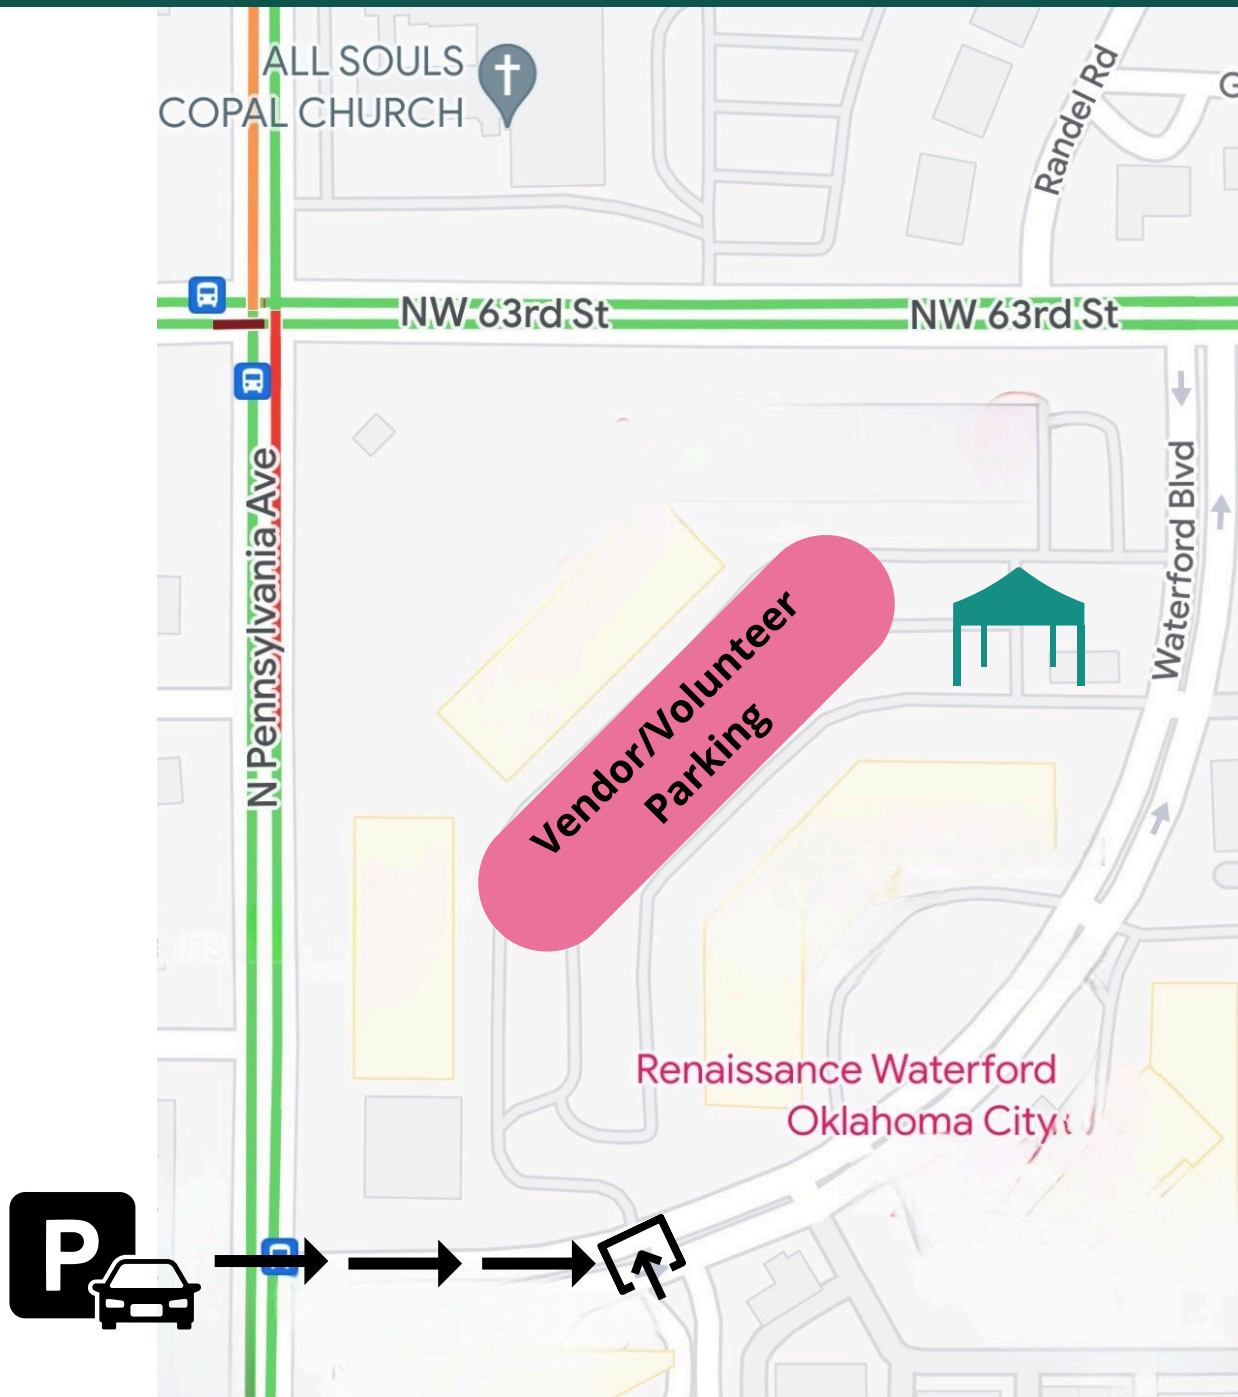 ALL SOULS
COPAL CHURCH
Randel Rd
G
NW 63rd St
NW 63rd St
N Pennsylvania Ave
Waterford Blvd
Vendor/Volunteer
Parking
Renaissance Waterford
Oklahoma City
P